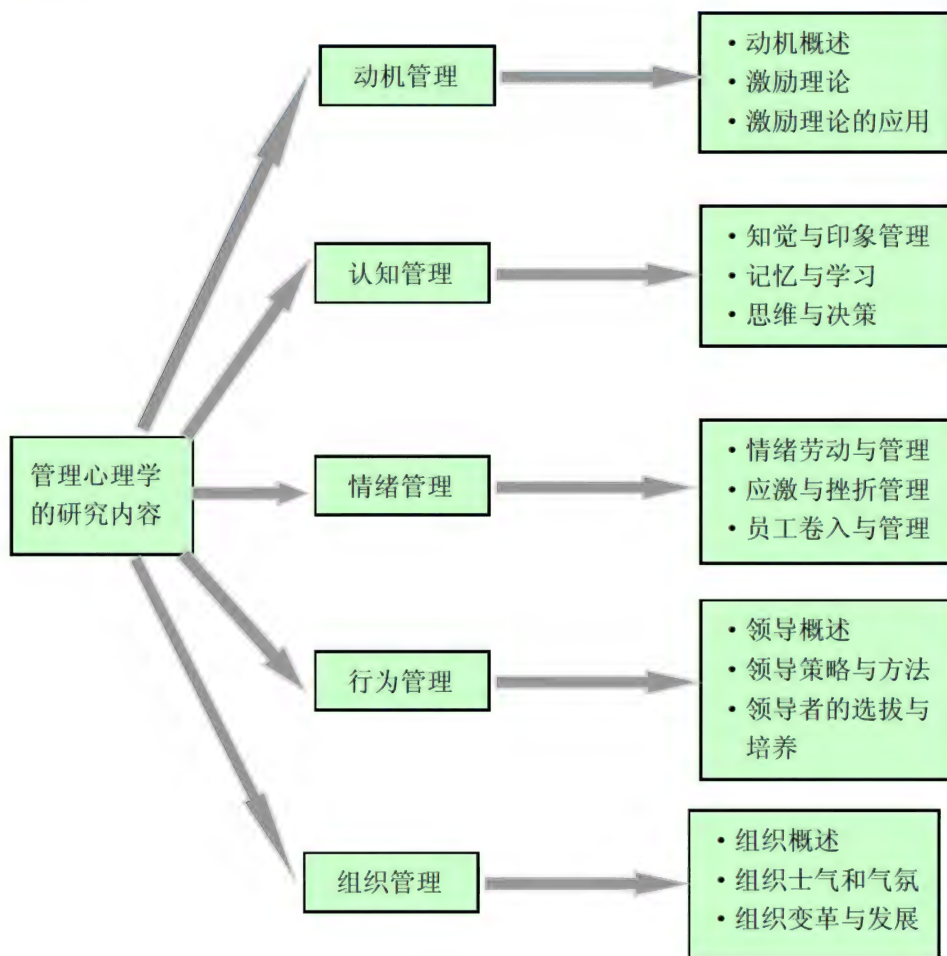 动机管理
· 动机概述
· 激励理论
· 激励理论的应用
认知管理
· 知觉与印象管理
· 记忆与学习
· 思维与决策
管理心理学
的研究内容
情绪管理
· 情绪劳动与管理
· 应激与挫折管理
· 员工卷入与管理
行为管理
· 领导概述
· 领导策略与方法
· 领导者的选拔与
培养
组织管理
· 组织概述
· 组织士气和气氛
· 组织变革与发展